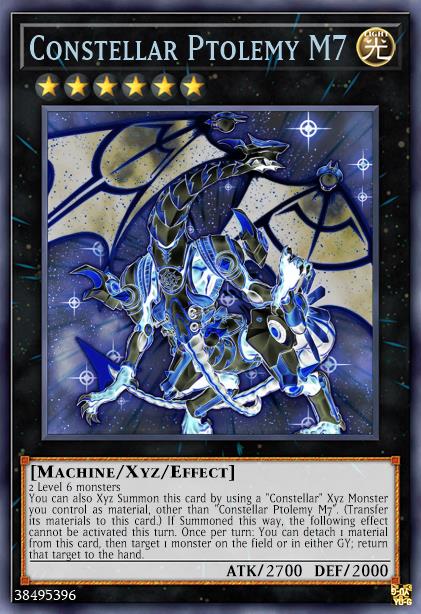 Constellar Ptolemy M7
LIGHT
光
[Machine/Xyz/Effect]
2 Level 6 monsters
You can also Xyz Summon this card by using a "Constellar" Xyz Monster
you control as material, other than "Constellar Ptolemy M7". (Transfer
its materials to this card.) If Summoned this way, the following effect
cannot be activated this turn. Once per turn: You can detach 1 material
from this card, then target 1 monster on the field or in either GY; return
that target to the hand.
ATK/2700 DEF/2000
38495396